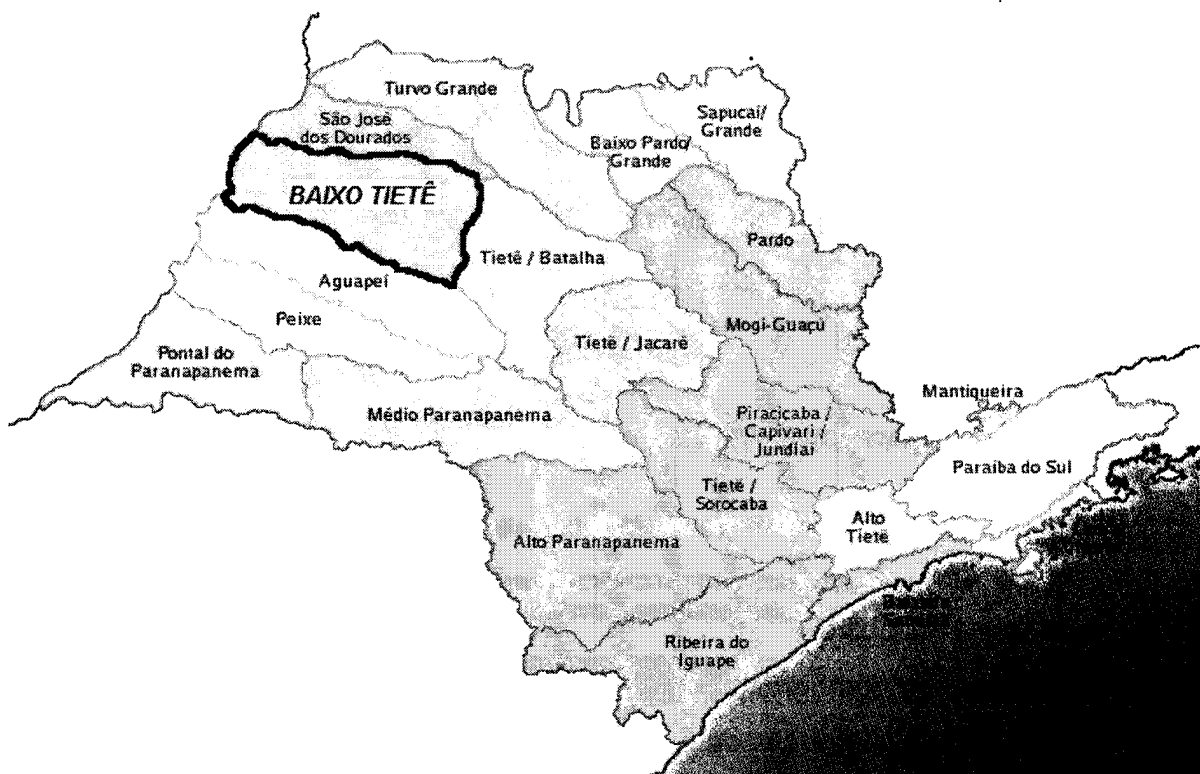 Turvo Grande
Sapucaí/
Grande
São José
dos Dourados
Baixo Pardo/
Grande
BAIXO TIETÊ
Pardo
Tietê / Batalha
Aguapeí
Peixe
Mogi-Guaçú
Tietê / Jacaré
Pontal do
Paranapanema
Mantiqueira
Médio Paranapanema
Piracicaba /
Capivari /
Jundiaí
Paraíba do Sul
Tietê /
Sorocaba
Alto
Tietê
Alto Paranapanema
Ribeira do
Iguape